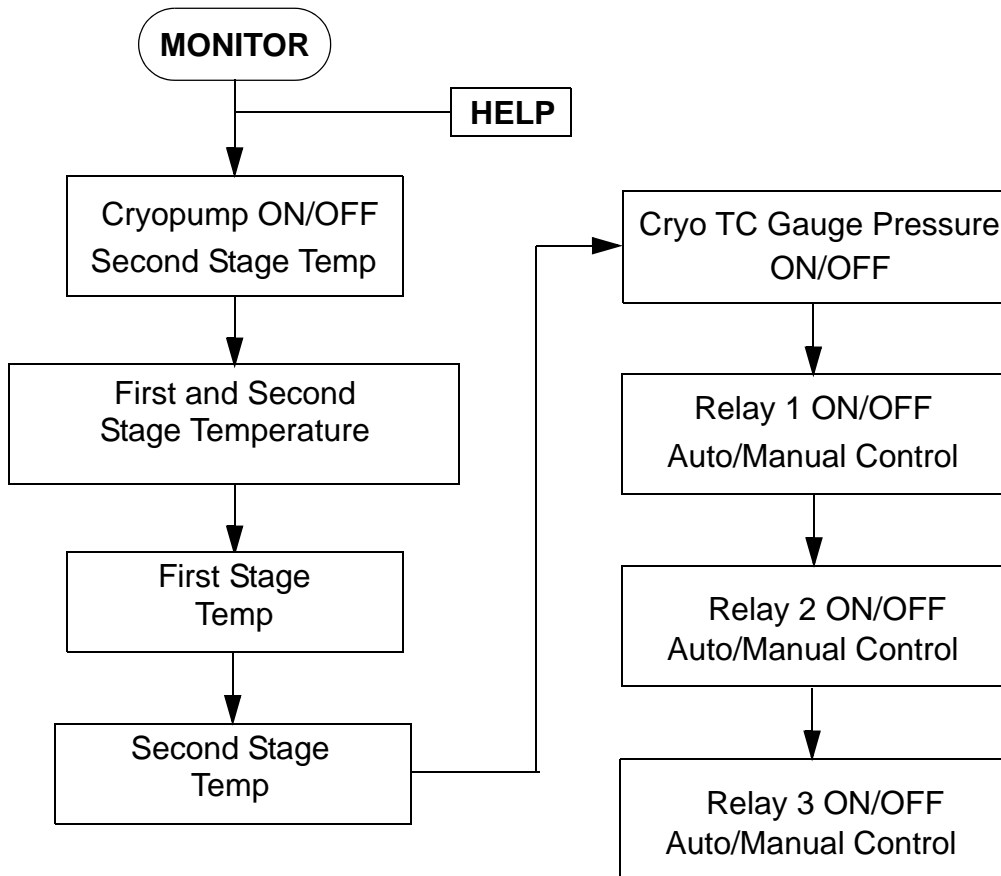 MONITOR
HELP
Cryopump ON/OFF
Second Stage Temp
First and Second
Stage Temperature
First Stage
Temp
Second Stage
Temp
Cryo TC Gauge Pressure
ON/OFF
Relay 1 ON/OFF
Auto/Manual Control
Relay 2 ON/OFF
Auto/Manual Control
Relay 3 ON/OFF
Auto/Manual Control